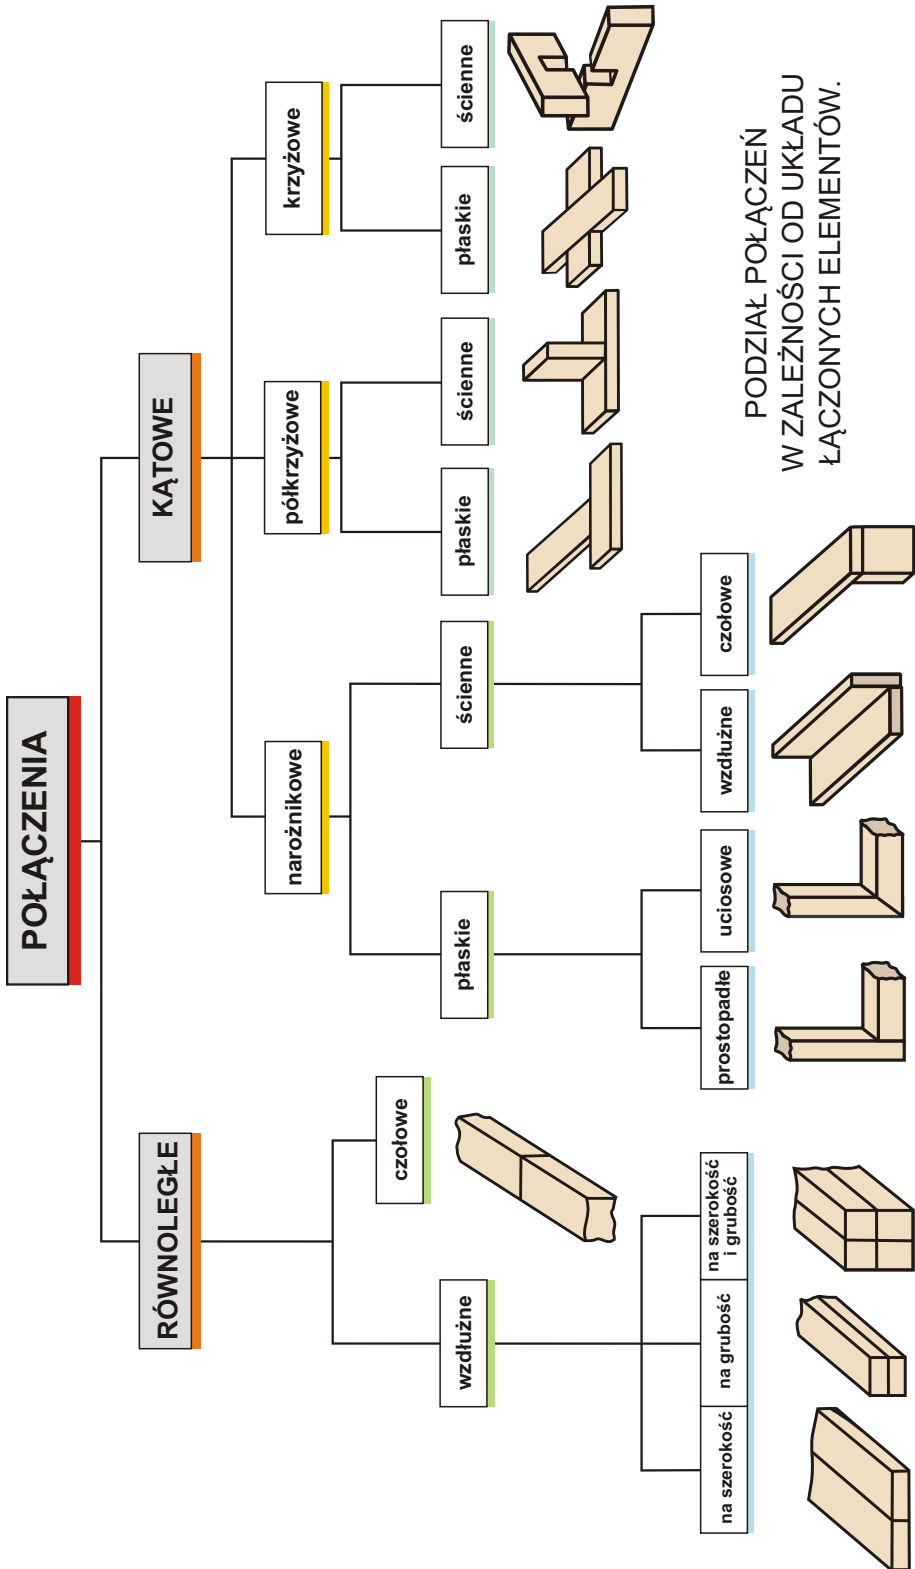 POŁĄCZENIA
RÓWNOLEGŁE
KĄTOWE
wzdłużne
czołowe
na szerokość
na grubość
na szerokość
i grubość
narożnikowe
półkrzyżowe
krzyżowe
płaskie
ścienne
płaskie
ścienne
płaskie
ścienne
prostopadłe
uciosowe
wzdłużne
czołowe
PODZIAŁ POŁĄCZEŃ
W ZALEŻNOŚCI OD UKŁADU
ŁĄCZONYCH ELEMENTÓW.